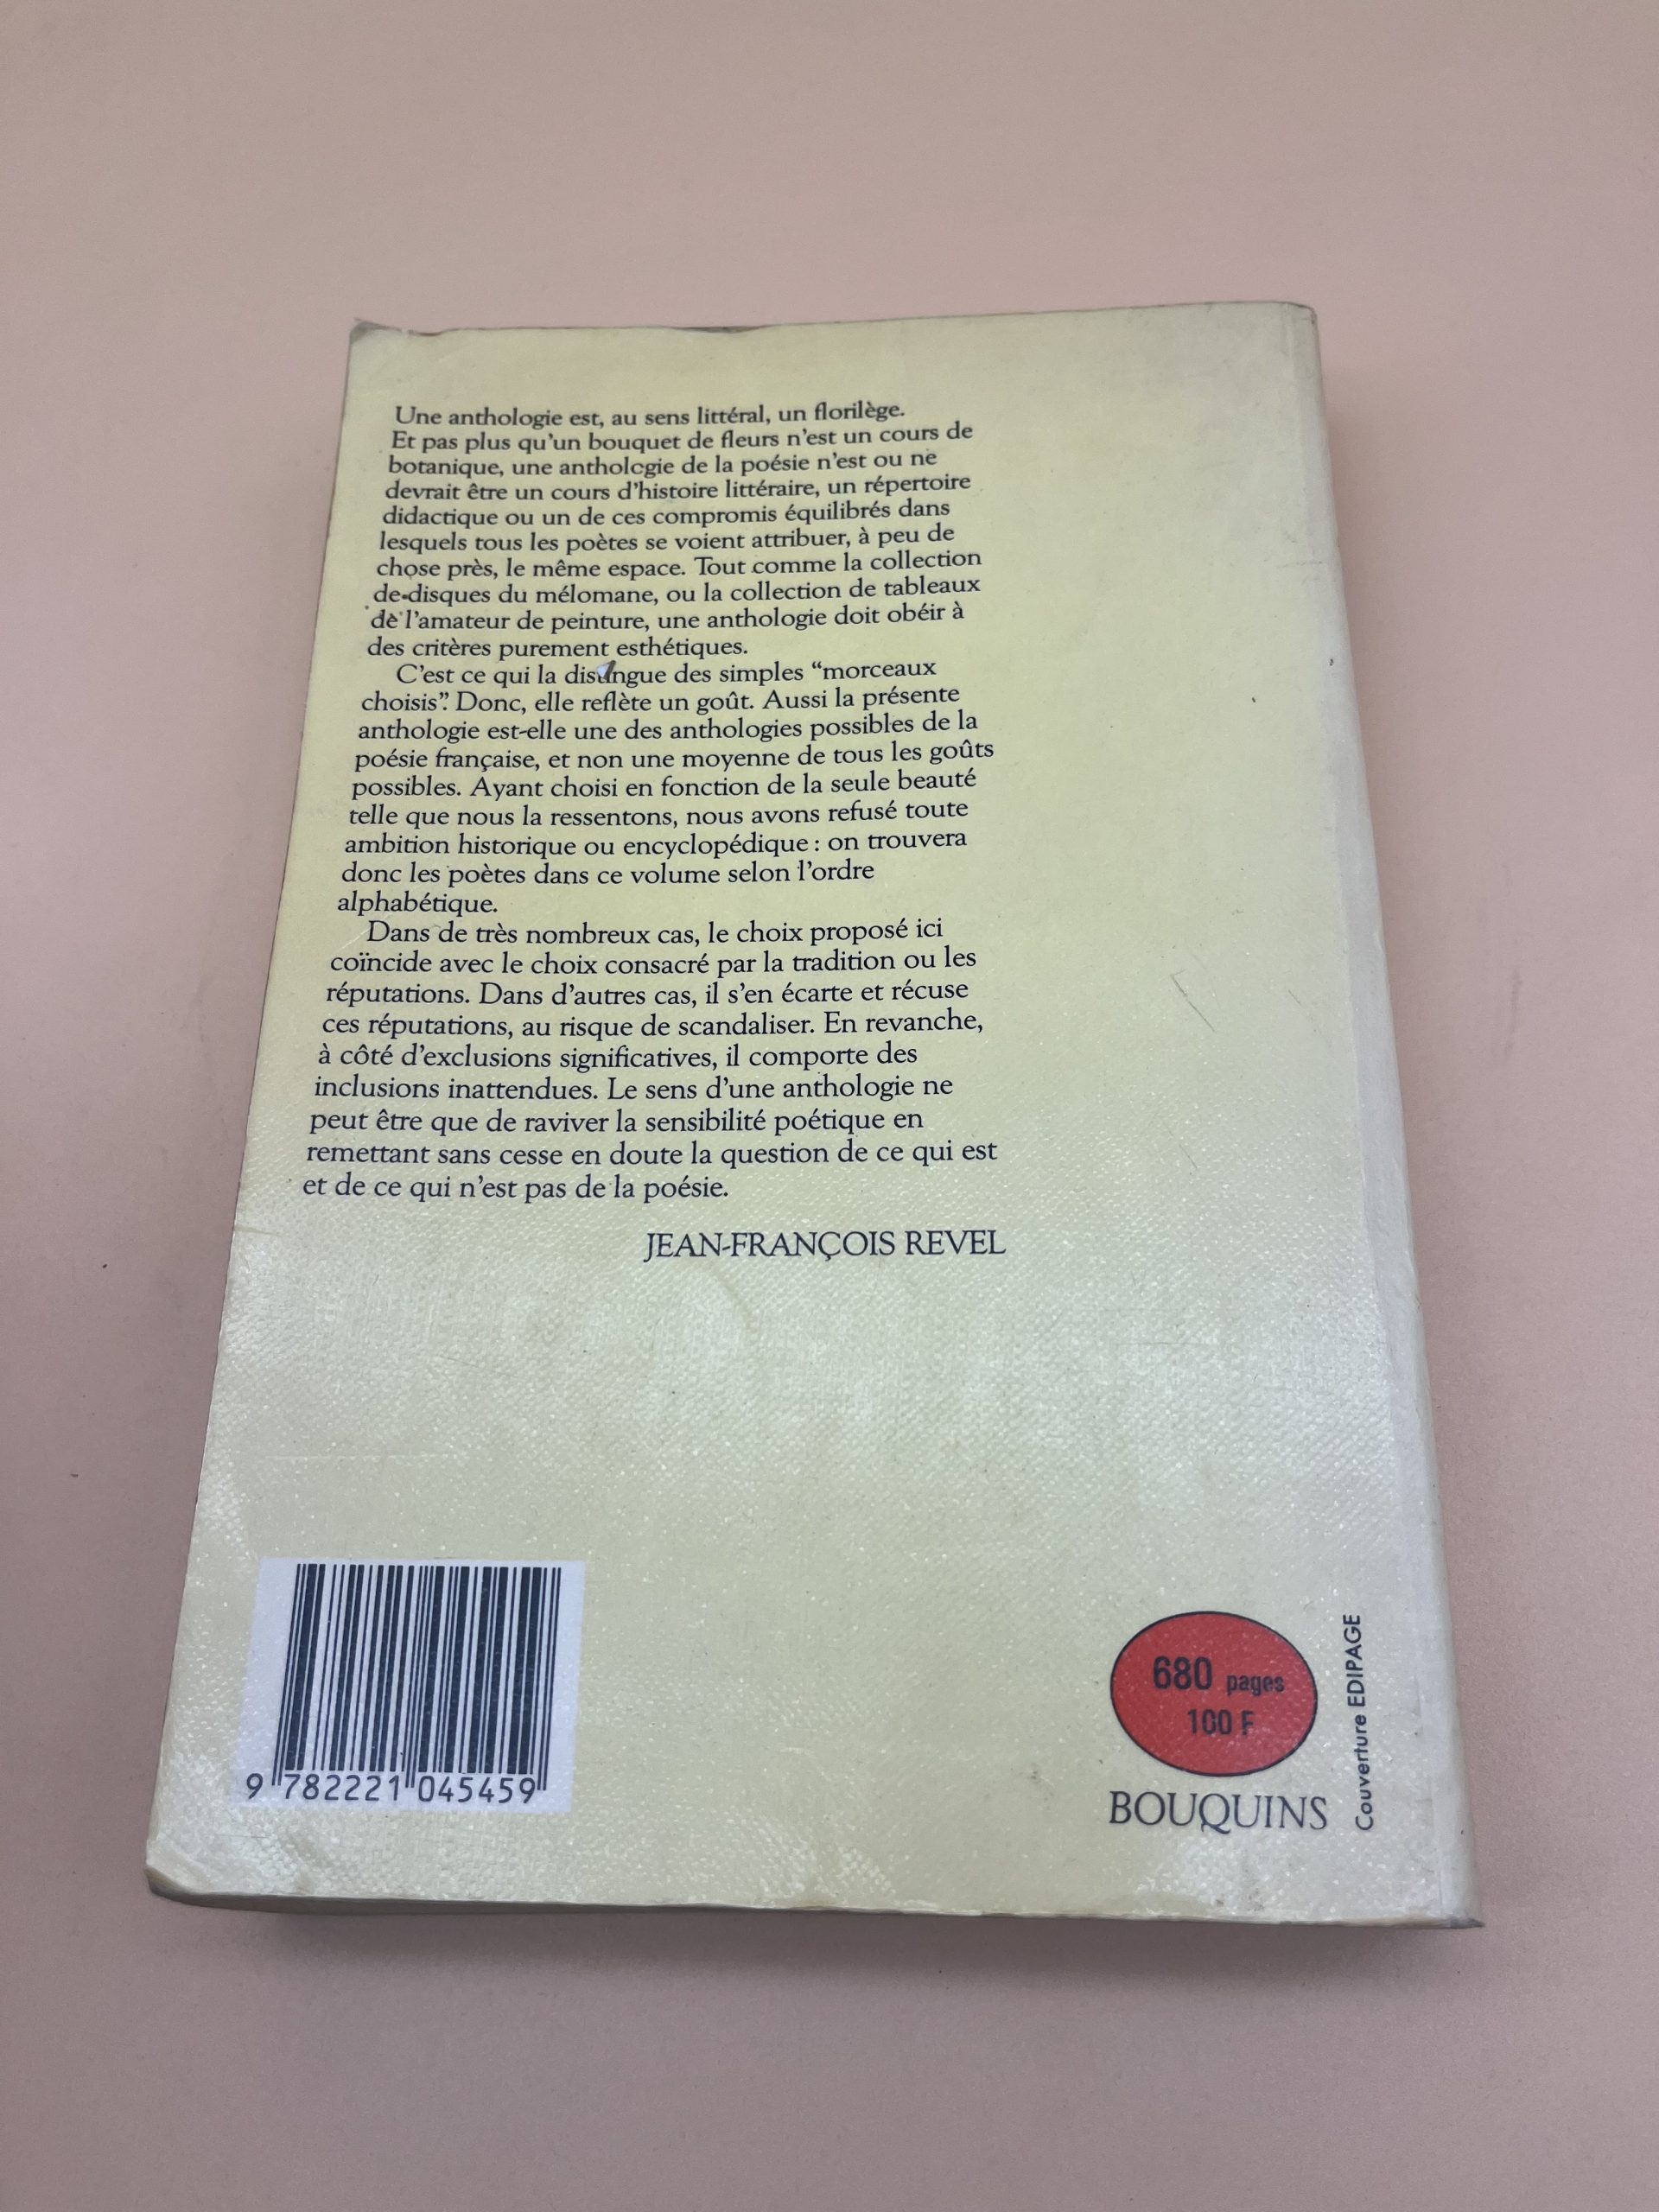 Une anthologie est, au sens littéral, un florilège.
Et pas plus qu'un bouquet de fleurs n'est un cours de
botanique, une anthologie de la poésie n'est ou ne
devrait être un cours d'histoire littéraire, un répertoire
didactique ou un de ces compromis équilibrés dans
lesquels tous les poètes se voient attribuer, à peu de
chose près, le même espace. Tout comme la collection
de disques du mélomane, ou la collection de tableaux
de l'amateur de peinture, une anthologie doit obéir à
des critères purement esthétiques.
C'est ce qui la distingue des simples “morceaux
choisis”. Donc, elle reflète un goût. Aussi la présente
anthologie est-elle une des anthologies possibles de la
poésie française, et non une moyenne de tous les goûts
possibles. Ayant choisi en fonction de la seule beauté
telle que nous la ressentons, nous avons refusé toute
ambition historique ou encyclopédique : on trouvera
donc les poètes dans ce volume selon l'ordre
alphabétique.
Dans de très nombreux cas, le choix proposé ici
coïncide avec le choix consacré par la tradition ou les
réputations. Dans d'autres cas, il s'en écarte et récuse
ces réputations, au risque de scandaliser. En revanche,
à côté d'exclusions significatives, il comporte des
inclusions inattendues. Le sens d'une anthologie ne
peut être que de raviver la sensibilité poétique en
remettant sans cesse en doute la question de ce qui est
et de ce qui n'est pas de la poésie.
JEAN-FRANÇOIS REVEL
9 782221 045459
680 pages
100 F
BOUQUINS
Couverture EDIPAGE